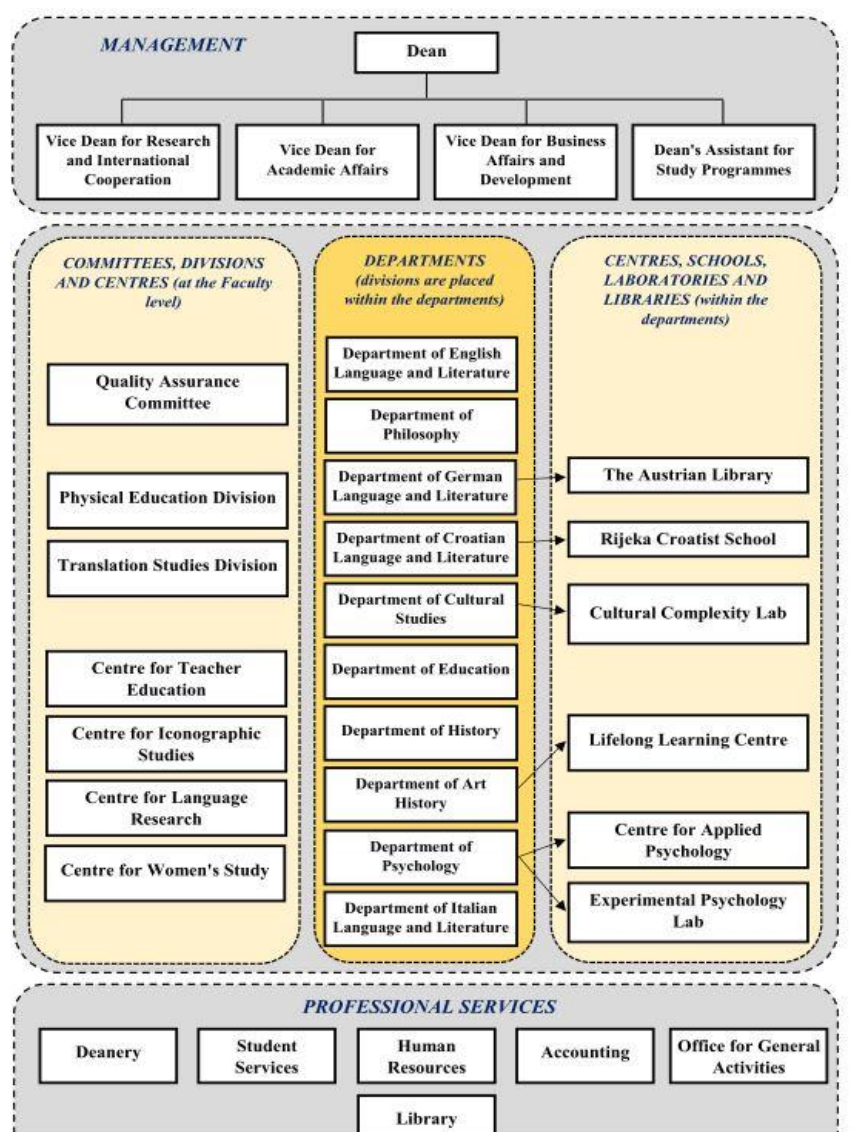 MANAGEMENT
Dean
Vice Dean for Research
and International
Cooperation
Vice Dean for
Academic Affairs
Vice Dean for Business
Affairs and
Development
Dean's Assistant for
Study Programmes
COMMITTEES, DIVISIONS
AND CENTRES (at the Faculty
level)
Quality Assurance
Committee
Physical Education Division
Translation Studies Division
Centre for Teacher
Education
Centre for Iconographic
Studies
Centre for Language
Research
Centre for Women's Study
DEPARTMENTS
(divisions are placed
within the departments)
Department of English
Language and Literature
Department of
Philosophy
Department of German
Language and Literature
Department of Croatian
Language and Literature
Department of Cultural
Studies
Department of Education
Department of History
Department of Art
History
Department of
Psychology
Department of Italian
Language and Literature
CENTRES, SCHOOLS,
LABORATORIES AND
LIBRARIES (within the
departments)
The Austrian Library
Rijeka Croatist School
Cultural Complexity Lab
Lifelong Learning Centre
Centre for Applied
Psychology
Experimental Psychology
Lab
PROFESSIONAL SERVICES
Deanery
Student
Services
Human
Resources
Accounting
Office for General
Activities
Library